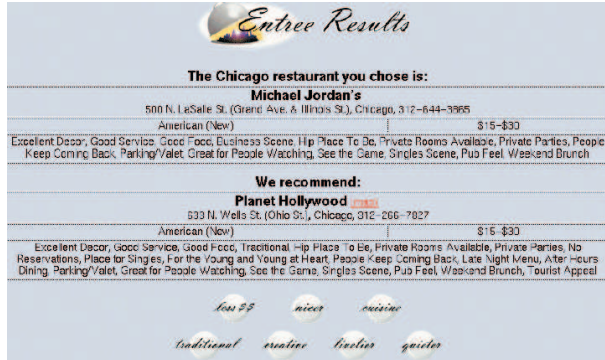 Entree Results
The Chicago restaurant you chose is:
Michael Jordan's
500 N. LaSalle St. (Grand Ave. & Illinois St.), Chicago, 312-644-3865
American (New) $15-$30
Excellent Decor, Good Service, Good Food, Business Scene, Hip Place To Be, Private Rooms Available, Private Parties, People
Keep Coming Back, Parking/Valet, Great for People Watching, See the Game, Singles Scene, Pub Feel, Weekend Brunch
We recommend:
Planet Hollywood
633 N. Wells St. (Ohio St.), Chicago, 312-266-7827
American (New) $15-$30
Excellent Decor, Good Service, Good Food, Traditional, Hip Place To Be, Private Rooms Available, Private Parties, No
Reservations, Place for Singles, For the Young and Young at Heart, People Keep Coming Back, Late Night Menu, After Hours
Dining, Parking/Valet, Great for People Watching, See the Game, Singles Scene, Pub Feel, Weekend Brunch, Tourist Appeal
less $$ nicer cuisine
traditional creative livelier quieter